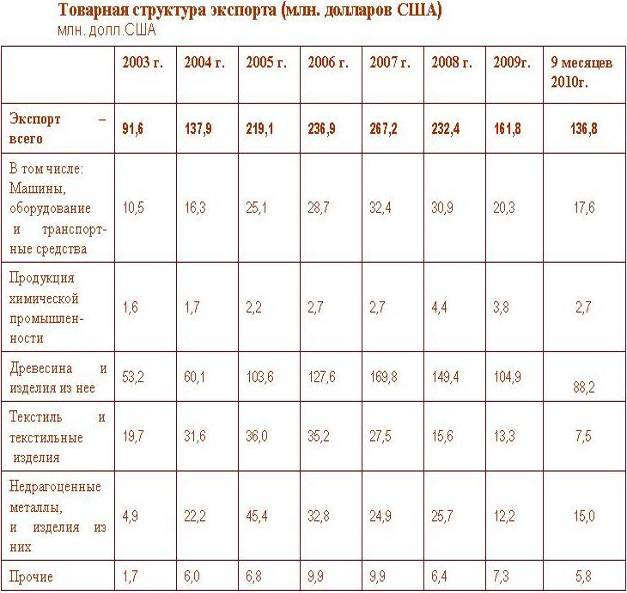 Товарная структура экспорта (млн. долларов США)
млн. долл.США
2003 г. 2004 г. 2005 г. 2006 г. 2007 г. 2008 г. 2009г. 9 месяцев
2010г.
Экспорт –
всего 91,6 137,9 219,1 236,9 267,2 232,4 161,8 136,8
В том числе:
Машины,
оборудование 10,5 16,3 25,1 28,7 32,4 30,9 20,3 17,6
и транспорт-
ные средства
Продукция
химической 1,6 1,7 2,2 2,7 2,7 4,4 3,8 2,7
промышлен-
ности
Древесина и 53,2 60,1 103,6 127,6 169,8 149,4 104,9
изделия из нее 88,2
Текстиль и
текстильные 19,7 31,6 36,0 35,2 27,5 15,6 13,3 7,5
изделия
Недрагоценные
металлы, 4,9 22,2 45,4 32,8 24,9 25,7 12,2 15,0
и изделия из
них
Прочие 1,7 6,0 6,8 9,9 9,9 6,4 7,3 5,8